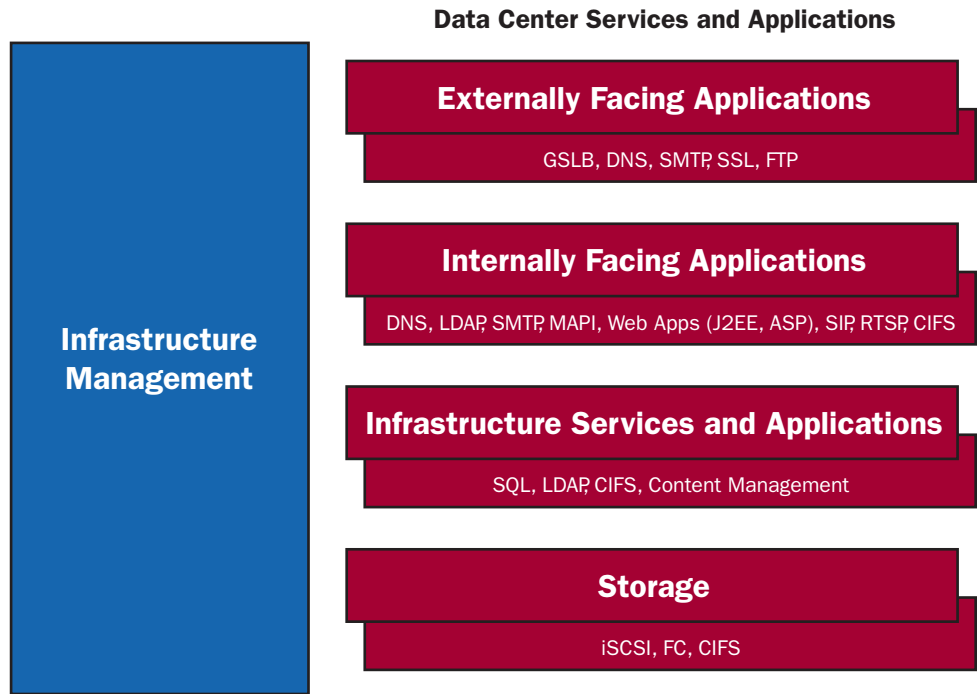 Data Center Services and Applications
Infrastructure
Management
Externally Facing Applications
GSLB, DNS, SMTP, SSL, FTP
Internally Facing Applications
DNS, LDAP, SMTP, MAPI, Web Apps (J2EE, ASP), SIP, RTSP, CIFS
Infrastructure Services and Applications
SQL, LDAP, CIFS, Content Management
Storage
iSCSI, FC, CIFS